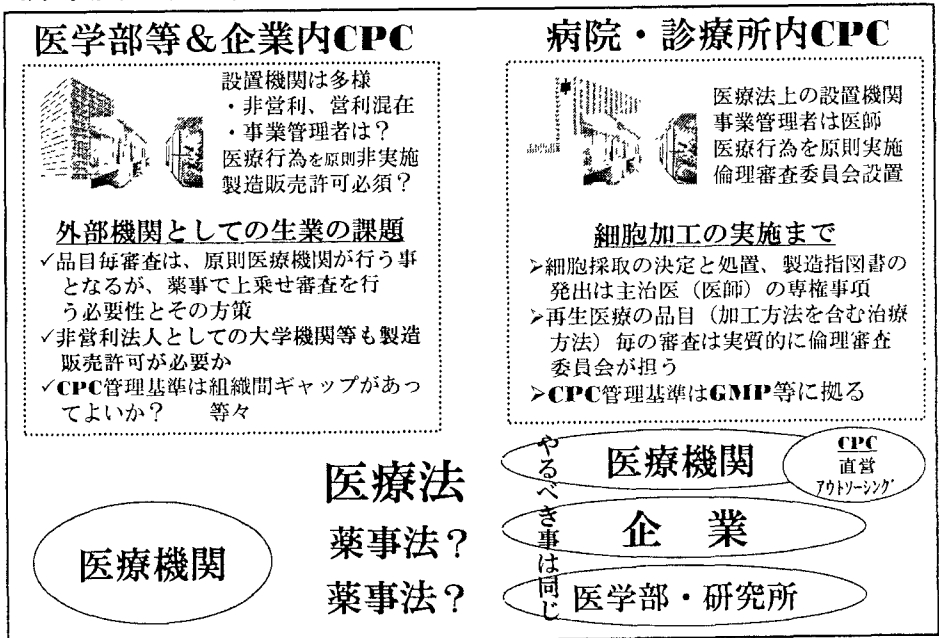 医学部等＆企業内CPC
設置機関は多様
・非営利、営利混在
・事業管理者は？
医療行為を原則非実施
製造販売許可必須？
外部機関としての生業の課題
✓品目毎審査は、原則医療機関が行う事
となるが、薬事で上乗せ審査を行
う必要性とその方策
✓非営利法人としての大学機関等も製造
販売許可が必要か
✓CPC管理基準は組織間ギャップがあっ
てよいか？　等々
病院・診療所内CPC
医療法上の設置機関
事業管理者は医師
医療行為を原則実施
倫理審査委員会設置
細胞加工の実施まで
➢細胞採取の決定と処置、製造指図書の
発出は主治医（医師）の専権事項
➢再生医療の品目（加工方法を含む治療
方法）毎の審査は実質的に倫理審査
委員会が担う
➢CPC管理基準はGMP等に拠る
医療機関
医療法
薬事法？
薬事法？
やるべき事は同じ
医療機関
CPC
直営
ｱｳﾄｿｰｼﾝｸﾞ
企　業
医学部・研究所